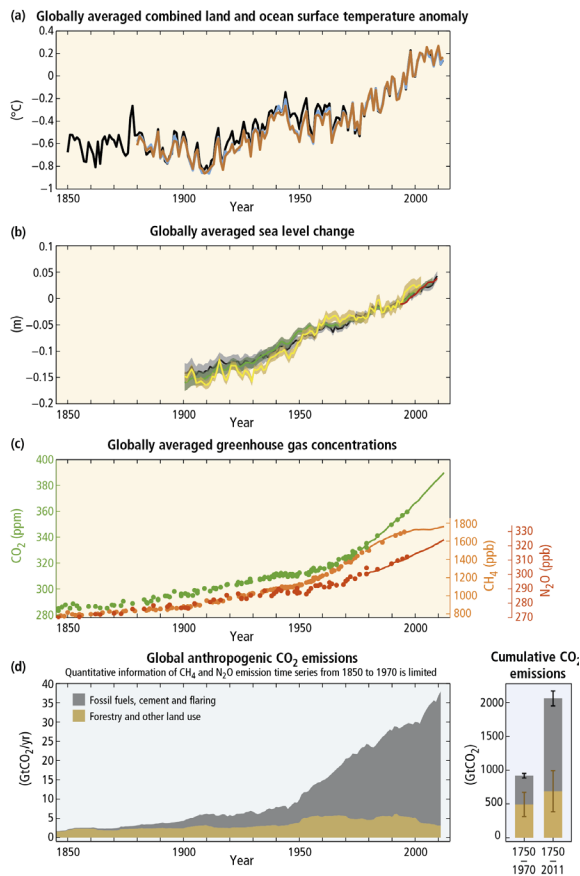 (a) Globally averaged combined land and ocean surface temperature anomaly
0.4
0.2
0
−0.2
−0.4
−0.6
−0.8
−1
(°C)
1850 1900 1950 2000
Year
(b) Globally averaged sea level change
0.1
0.05
0
−0.05
−0.1
−0.15
−0.2
(m)
1850 1900 1950 2000
Year
(c) Globally averaged greenhouse gas concentrations
400
380
360
340
320
300
280
CO2 (ppm)
1800
1600
1400
1200
1000
800
CH4 (ppb)
330
320
310
300
290
280
270
N2O (ppb)
1850 1900 1950 2000
(d) Global anthropogenic CO2 emissions
Quantitative information of CH4 and N2O emission time series from 1850 to 1970 is limited
40
35
30
25
20
15
10
5
0
(GtCO2/yr)
Fossil fuels, cement and flaring
Forestry and other land use
1850 1900 1950 2000
Year
Cumulative CO2
emissions
2000
1500
1000
500
0
(GtCO2)
1750 1750
– –
1970 2011